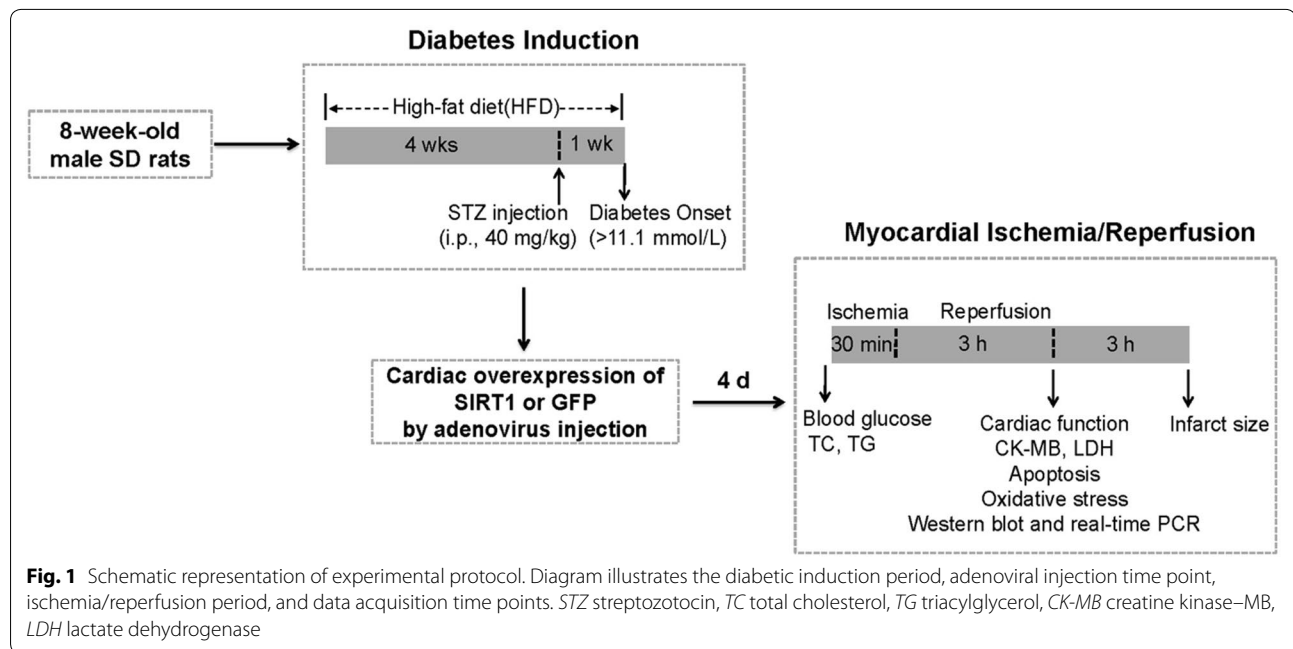 Diabetes Induction
8-week-old
male SD rats
High-fat diet(HFD)
4 wks
1 wk
STZ injection
(i.p., 40 mg/kg)
Diabetes Onset
(>11.1 mmol/L)
Cardiac overexpression of
SIRT1 or GFP
by adenovirus injection
4 d
Myocardial Ischemia/Reperfusion
Ischemia
Reperfusion
30 min
3 h
3 h
Blood glucose
TC, TG
Cardiac function
CK-MB, LDH
Apoptosis
Oxidative stress
Western blot and real-time PCR
Infarct size
Fig. 1 Schematic representation of experimental protocol. Diagram illustrates the diabetic induction period, adenoviral injection time point,
ischemia/reperfusion period, and data acquisition time points. STZ streptozotocin, TC total cholesterol, TG triacylglycerol, CK-MB creatine kinase–MB,
LDH lactate dehydrogenase